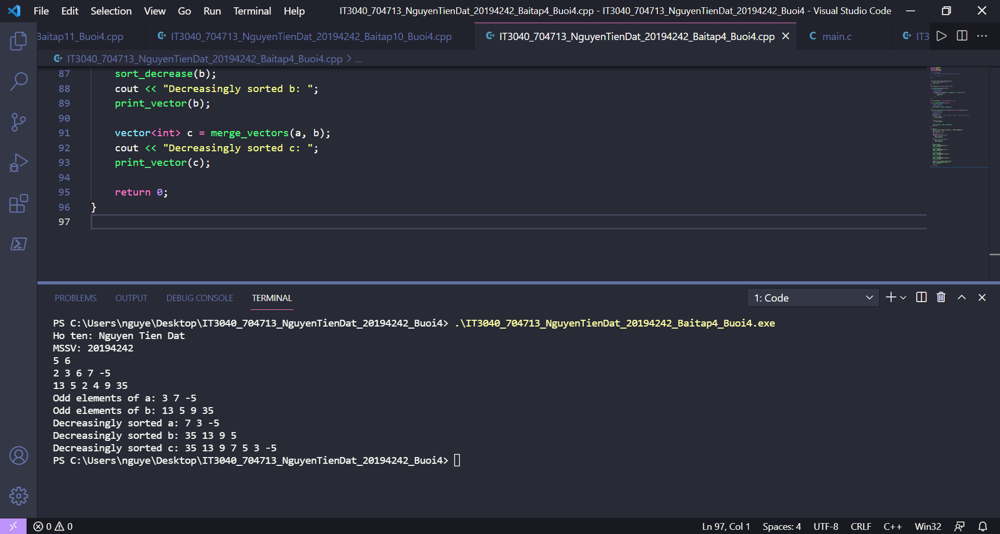 File Edit Selection View Go Run Terminal Help IT3040_704713_NguyenTienDat_20194242_Baitap4_Buoi4.cpp - IT3040_704713_NguyenTienDat_20194242_Buoi4 - Visual Studio Code
Baitap11_Buoi4.cpp IT3040_704713_NguyenTienDat_20194242_Baitap10_Buoi4.cpp IT3040_704713_NguyenTienDat_20194242_Baitap4_Buoi4.cpp C main.c IT3
IT3040_704713_NguyenTienDat_20194242_Baitap4_Buoi4.cpp > ...
87 sort_decrease(b);
88 cout << "Decreasingly sorted b: ";
89 print_vector(b);
90
91 vector<int> c = merge_vectors(a, b);
92 cout << "Decreasingly sorted c: ";
93 print_vector(c);
94
95 return 0;
96 }
97
PROBLEMS OUTPUT DEBUG CONSOLE TERMINAL 1: Code
PS C:\Users\nguye\Desktop\IT3040_704713_NguyenTienDat_20194242_Buoi4> .\IT3040_704713_NguyenTienDat_20194242_Baitap4_Buoi4.exe
Ho ten: Nguyen Tien Dat
MSSV: 20194242
5 6
2 3 6 7 -5
13 5 2 4 9 35
Odd elements of a: 3 7 -5
Odd elements of b: 13 5 9 35
Decreasingly sorted a: 7 3 -5
Decreasingly sorted b: 35 13 9 5
Decreasingly sorted c: 35 13 9 7 5 3 -5
PS C:\Users\nguye\Desktop\IT3040_704713_NguyenTienDat_20194242_Buoi4>
0 0 Ln 97, Col 1 Spaces: 4 UTF-8 CRLF C++ Win32